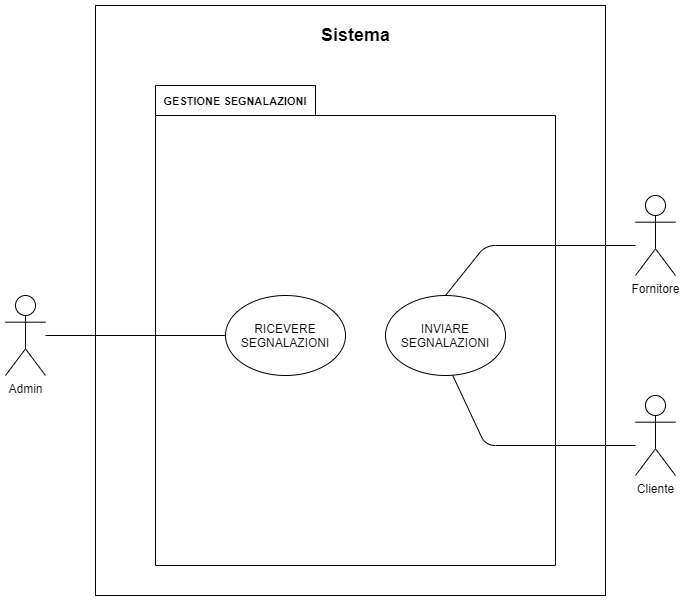 Sistema
GESTIONE SEGNALAZIONI
Fornitore
RICEVERE
SEGNALAZIONI
INVIARE
SEGNALAZIONI
Admin
Cliente